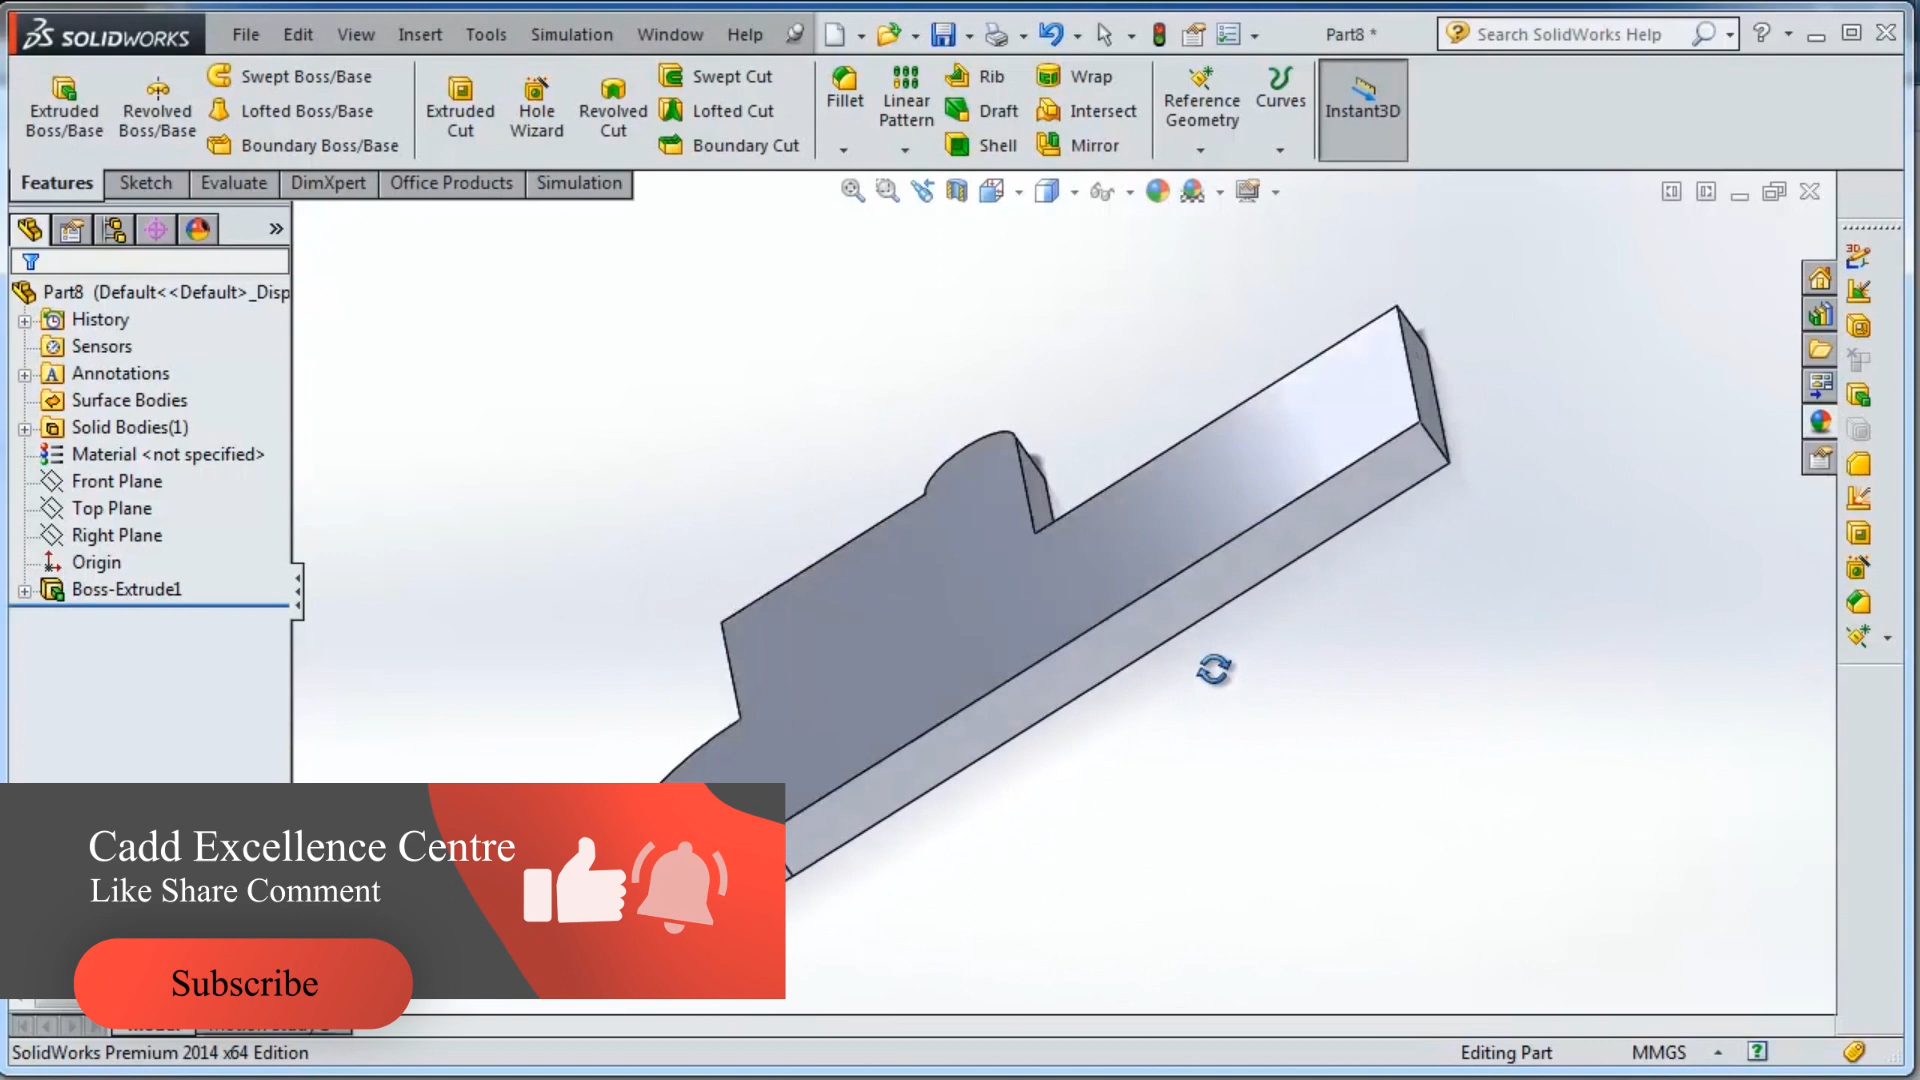 SOLIDWORKS
File Edit View Insert Tools Simulation Window Help
Part8 *
Search SolidWorks Help
Extruded Boss/Base
Revolved Boss/Base
Swept Boss/Base
Lofted Boss/Base
Boundary Boss/Base
Extruded Cut
Hole Wizard
Revolved Cut
Swept Cut
Lofted Cut
Boundary Cut
Fillet
Linear Pattern
Rib
Draft
Shell
Wrap
Intersect
Mirror
Reference Geometry
Curves
Instant3D
Features Sketch Evaluate DimXpert Office Products Simulation
Part8 (Default<<Default>_Disp
History
Sensors
Annotations
Surface Bodies
Solid Bodies(1)
Material <not specified>
Front Plane
Top Plane
Right Plane
Origin
Boss-Extrude1
3D
Cadd Excellence Centre
Like Share Comment
Subscribe
SolidWorks Premium 2014 x64 Edition
Editing Part
MMGS